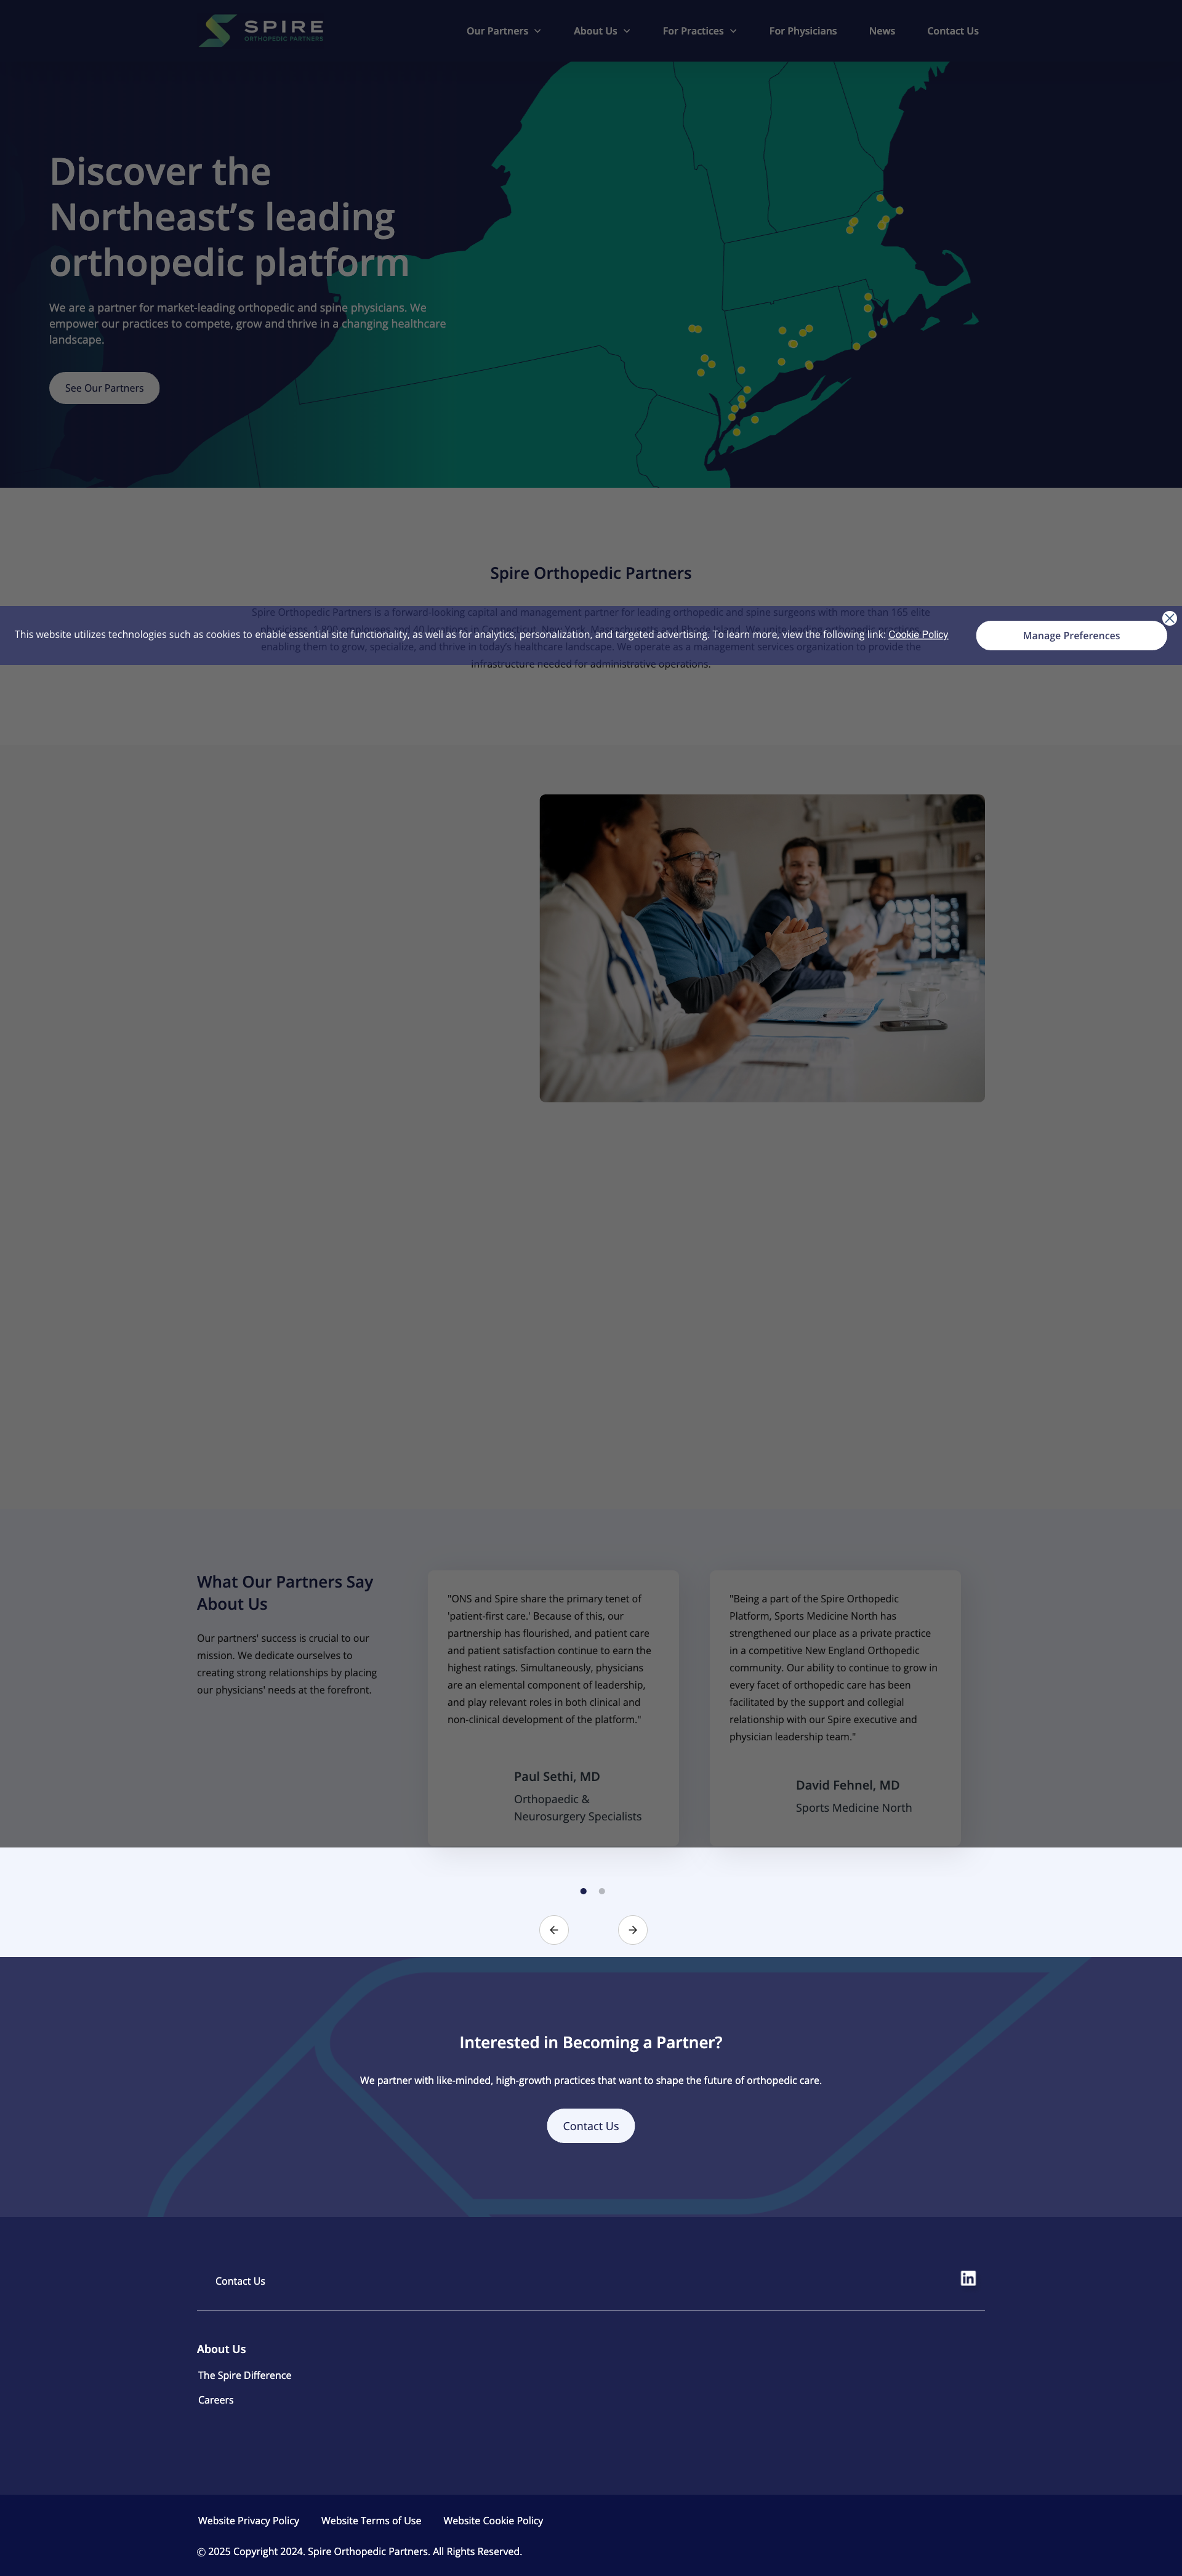 SPIRE
ORTHOPEDIC PARTNERS
Our Partners
About Us
For Practices
For Physicians
News
Contact Us
Discover the
Northeast’s leading
orthopedic platform
We are a partner for market-leading orthopedic and spine physicians. We
empower our practices to compete, grow and thrive in a changing healthcare
landscape.
See Our Partners
Spire Orthopedic Partners
Spire Orthopedic Partners is a forward-looking capital and management partner for leading orthopedic and spine surgeons with more than 165 elite
physicians, 1,800 employees and 40 locations in Connecticut, New York, Massachusetts and Rhode Island. We unite leading orthopedic practices,
This website utilizes technologies such as cookies to enable essential site functionality, as well as for analytics, personalization, and targeted advertising. To learn more, view the following link: Cookie Policy
Manage Preferences
enabling them to grow, specialize, and thrive in today's healthcare landscape. We operate as a management services organization to provide the
infrastructure needed for administrative operations.
What Our Partners Say
About Us
Our partners' success is crucial to our
mission. We dedicate ourselves to
creating strong relationships by placing
our physicians' needs at the forefront.
"ONS and Spire share the primary tenet of
'patient-first care.' Because of this, our
partnership has flourished, and patient care
and patient satisfaction continue to earn the
highest ratings. Simultaneously, physicians
are an elemental component of leadership,
and play relevant roles in both clinical and
non-clinical development of the platform."
Paul Sethi, MD
Orthopaedic &
Neurosurgery Specialists
"Being a part of the Spire Orthopedic
Platform, Sports Medicine North has
strengthened our place as a private practice
in a competitive New England Orthopedic
community. Our ability to continue to grow in
every facet of orthopedic care has been
facilitated by the support and collegial
relationship with our Spire executive and
physician leadership team."
David Fehnel, MD
Sports Medicine North
Interested in Becoming a Partner?
We partner with like-minded, high-growth practices that want to shape the future of orthopedic care.
Contact Us
Contact Us
in
About Us
The Spire Difference
Careers
Website Privacy Policy
Website Terms of Use
Website Cookie Policy
© 2025 Copyright 2024. Spire Orthopedic Partners. All Rights Reserved.